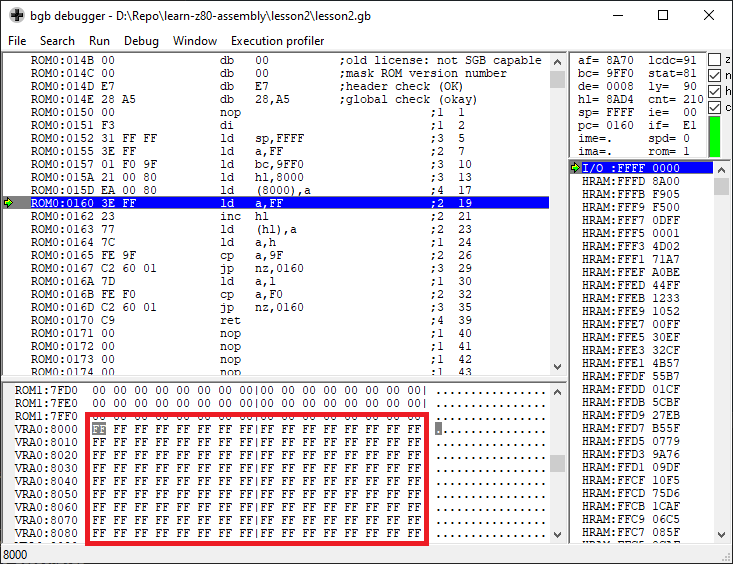 bgb debugger - D:\Repo\learn-z80-assembly\lesson2\lesson2.gb
File Search Run Debug Window Execution profiler
ROM0:014B 00 db 00 ;old license: not SGB capable
ROM0:014C 00 db 00 ;mask ROM version number
ROM0:014D E7 db E7 ;header check (OK)
ROM0:014E 28 A5 db 28,A5 ;global check (okay)
ROM0:0150 00 nop ;1 1
ROM0:0151 F3 di ;1 2
ROM0:0152 31 FF FF ld sp,FFFF ;3 5
ROM0:0155 3E FF ld a,FF ;2 7
ROM0:0157 01 F0 9F ld bc,9FF0 ;3 10
ROM0:015A 21 00 80 ld hl,8000 ;3 13
ROM0:015D EA 00 80 ld (8000),a ;4 17
ROM0:0160 3E FF ld a,FF ;2 19
ROM0:0162 23 inc hl ;2 21
ROM0:0163 77 ld (hl),a ;2 23
ROM0:0164 7C ld a,h ;1 24
ROM0:0165 FE 9F cp a,9F ;2 26
ROM0:0167 C2 60 01 jp nz,0160 ;3 29
ROM0:016A 7D ld a,l ;1 30
ROM0:016B FE F0 cp a,F0 ;2 32
ROM0:016D C2 60 01 jp nz,0160 ;3 35
ROM0:0170 C9 ret ;4 39
ROM0:0171 00 nop ;1 40
ROM0:0172 00 nop ;1 41
ROM0:0173 00 nop ;1 42
ROM0:0174 00 nop ;1 43
af= 8A70 lcdc=91 z
bc= 9FF0 stat=81 n
de= 0008 ly= 90 h
hl= 8AD4 cnt= 210 c
sp= FFFF ie= 00
pc= 0160 if= E1
ime=. spd= 0
ima=. rom= 1
I/O :FFFF 0000
HRAM:FFFD 8A00
HRAM:FFFB F905
HRAM:FFF9 F500
HRAM:FFF7 0DFF
HRAM:FFF5 0001
HRAM:FFF3 4D02
HRAM:FFF1 71A7
HRAM:FFEF A0BE
HRAM:FFED 44FF
HRAM:FFEB 1233
HRAM:FFE9 1052
HRAM:FFE7 00FF
HRAM:FFE5 30EF
HRAM:FFE3 32CF
HRAM:FFE1 4B57
HRAM:FFDF 55B7
HRAM:FFDD 01CF
HRAM:FFDB 5CBF
HRAM:FFD9 27EB
HRAM:FFD7 B55F
HRAM:FFD5 0779
HRAM:FFD3 9A76
HRAM:FFD1 09DF
HRAM:FFCF 10F5
HRAM:FFCD 75D6
HRAM:FFCB 1CAF
HRAM:FFC9 06C5
HRAM:FFC7 085F
ROM1:7FD0 00 00 00 00 00 00 00 00|00 00 00 00 00 00 00 00| ................
ROM1:7FE0 00 00 00 00 00 00 00 00|00 00 00 00 00 00 00 00| ................
ROM1:7FF0 00 00 00 00 00 00 00 00|00 00 00 00 00 00 00 00| ................
VRA0:8000 FF FF FF FF FF FF FF FF|FF FF FF FF FF FF FF FF ................
VRA0:8010 FF FF FF FF FF FF FF FF|FF FF FF FF FF FF FF FF ................
VRA0:8020 FF FF FF FF FF FF FF FF|FF FF FF FF FF FF FF FF ................
VRA0:8030 FF FF FF FF FF FF FF FF|FF FF FF FF FF FF FF FF ................
VRA0:8040 FF FF FF FF FF FF FF FF|FF FF FF FF FF FF FF FF ................
VRA0:8050 FF FF FF FF FF FF FF FF|FF FF FF FF FF FF FF FF ................
VRA0:8060 FF FF FF FF FF FF FF FF|FF FF FF FF FF FF FF FF ................
VRA0:8070 FF FF FF FF FF FF FF FF|FF FF FF FF FF FF FF FF ................
VRA0:8080 FF FF FF FF FF FF FF FF|FF FF FF FF FF FF FF FF ................
8000